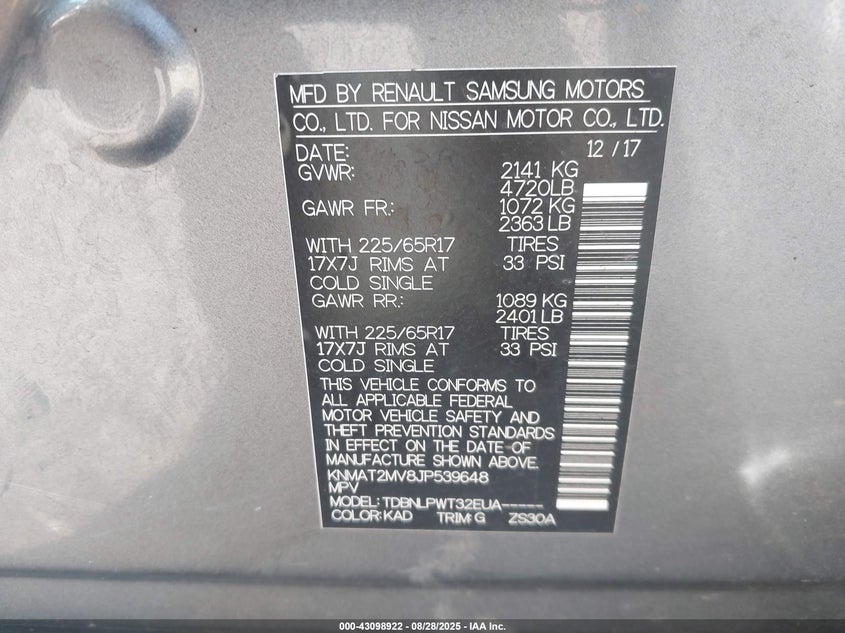 MFD BY RENAULT SAMSUNG MOTORS
CO., LTD. FOR NISSAN MOTOR CO., LTD.
DATE: 12 / 17
GVWR: 2141 KG
4720LB
GAWR FR.: 1072 KG
2363 LB
WITH 225/65R17 TIRES
17X7J RIMS AT 33 PSI
COLD SINGLE
GAWR RR.: 1089 KG
2401 LB
WITH 225/65R17 TIRES
17X7J RIMS AT 33 PSI
COLD SINGLE
THIS VEHICLE CONFORMS TO
ALL APPLICABLE FEDERAL
MOTOR VEHICLE SAFETY AND
THEFT PREVENTION STANDARDS
IN EFFECT ON THE DATE OF
MANUFACTURE SHOWN ABOVE.
KNMAT2MV8JP539648
MPV
MODEL: TDBNLPWT32EUA-----
COLOR: KAD TRIM: G ZS30A
000-43098922 / 08/28/2025 - IAA Inc.